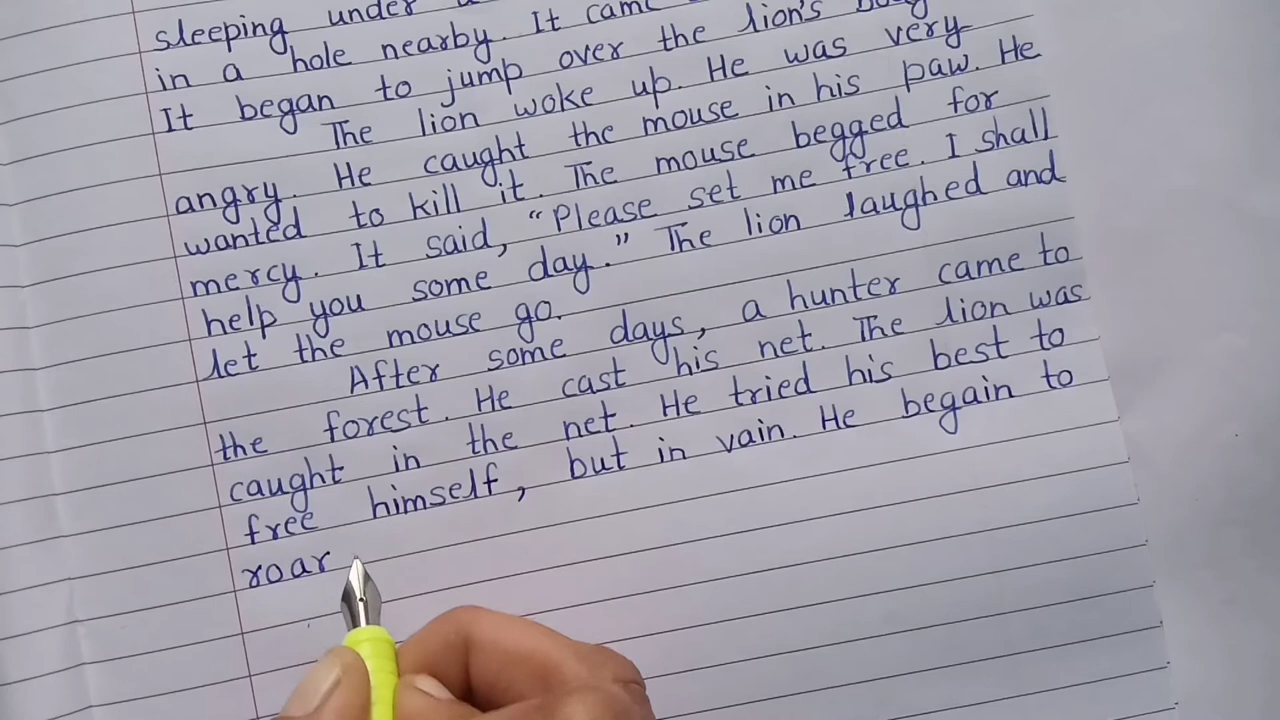 sleeping under a
in a hole nearby. It came
It began to jump over the lion's body
The lion woke up. He was very
angry. He caught the mouse in his paw. He
wanted to kill it. The mouse begged for
mercy. It said, "Please set me free. I shall
help you some day." The lion laughed and
let the mouse go.
After some days, a hunter came to
the forest. He cast his net. The lion was
caught in the net. He tried his best to
free himself, but in vain. He begain to
roar